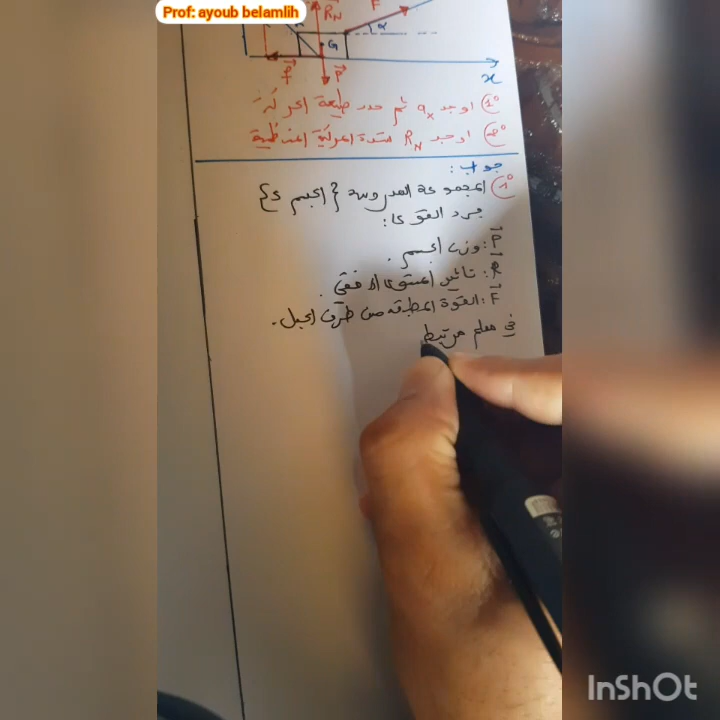 Prof: ayoub belamlih
R_N
F
α
G
x
f
P
1° اوجد a_x ثم حدد طبيعة الحركة
2° اوجد R_N شدة المركبة المنظمية
جواب :
1° المجموعة المدروسة {الجسم S}
جرد القوى :
P : وزن الجسم .
R : تأثير المستوى الافقي .
F : القوة المطبقة من طرف الحبل .
في معلم مرتبط
InShOt